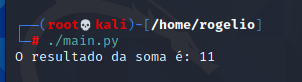 ┌──(root💀kali)-[/home/rogelio]
└─# ./main.py
O resultado da soma é: 11